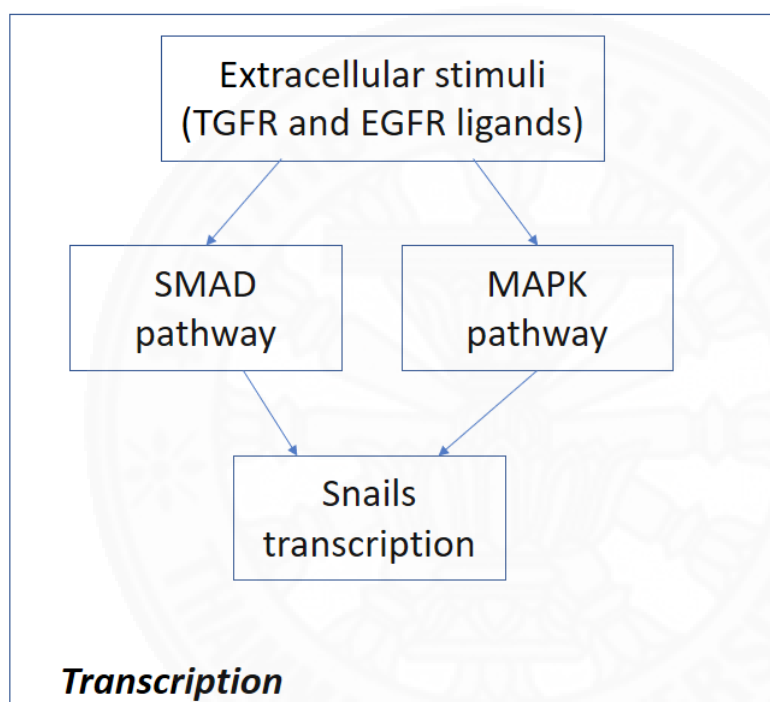 Extracellular stimuli
(TGFR and EGFR ligands)
SMAD
pathway
MAPK
pathway
Snails
transcription
Transcription